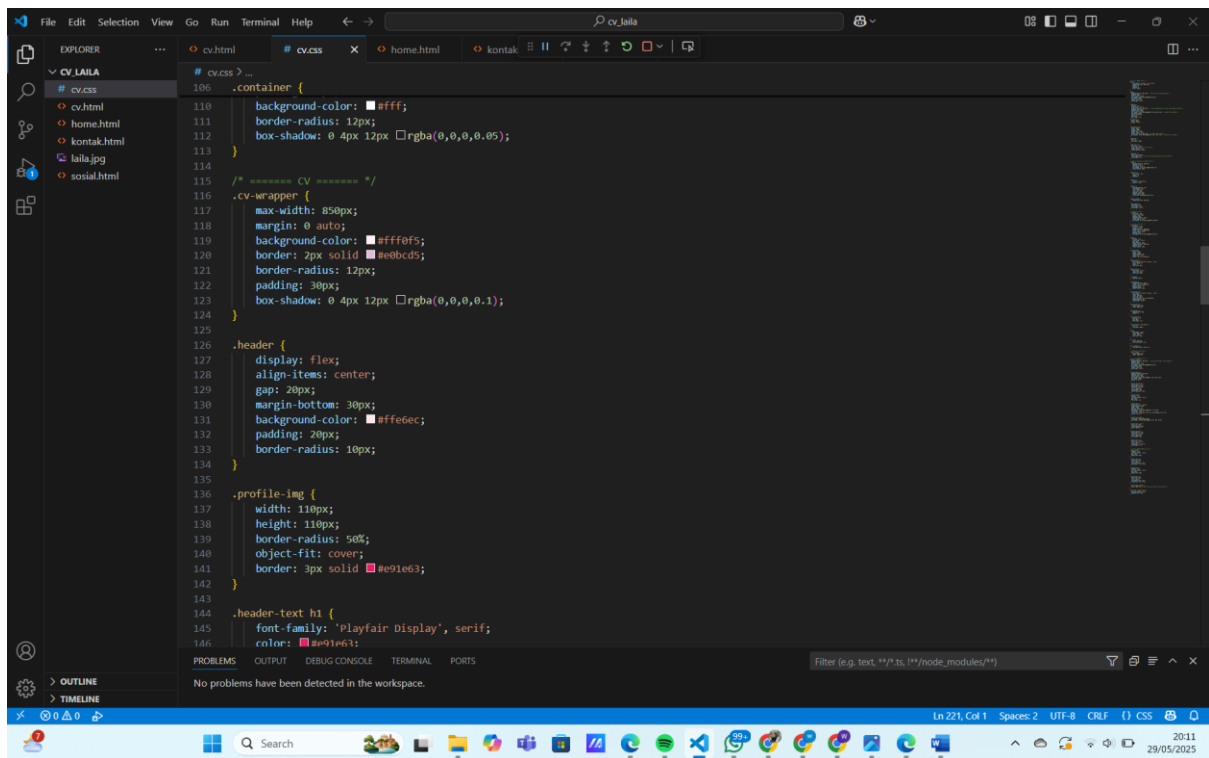 File Edit Selection View Go Run Terminal Help cv_laila
EXPLORER
cv.html cv.css home.html kontak
CV_LAILA
# cv.css
cv.html
home.html
kontak.html
laila.jpg
sosial.html
# cv.css > ...
106 .container {
110 background-color: #fff;
111 border-radius: 12px;
112 box-shadow: 0 4px 12px rgba(0,0,0,0.05);
113 }
114
115 /* ======= CV ======= */
116 .cv-wrapper {
117 max-width: 850px;
118 margin: 0 auto;
119 background-color: #fff0f5;
120 border: 2px solid #e0bcd5;
121 border-radius: 12px;
122 padding: 30px;
123 box-shadow: 0 4px 12px rgba(0,0,0,0.1);
124 }
125
126 .header {
127 display: flex;
128 align-items: center;
129 gap: 20px;
130 margin-bottom: 30px;
131 background-color: #ffe6ec;
132 padding: 20px;
133 border-radius: 10px;
134 }
135
136 .profile-img {
137 width: 110px;
138 height: 110px;
139 border-radius: 50%;
140 object-fit: cover;
141 border: 3px solid #e91e63;
142 }
143
144 .header-text h1 {
145 font-family: 'Playfair Display', serif;
146 color: #e91e63;
PROBLEMS OUTPUT DEBUG CONSOLE TERMINAL PORTS Filter (e.g. text, **/*.ts, !**/node_modules/**)
No problems have been detected in the workspace.
OUTLINE
TIMELINE
0 0 Ln 221, Col 1 Spaces: 2 UTF-8 CRLF {} CSS
Search 99+ 20:11
29/05/2025